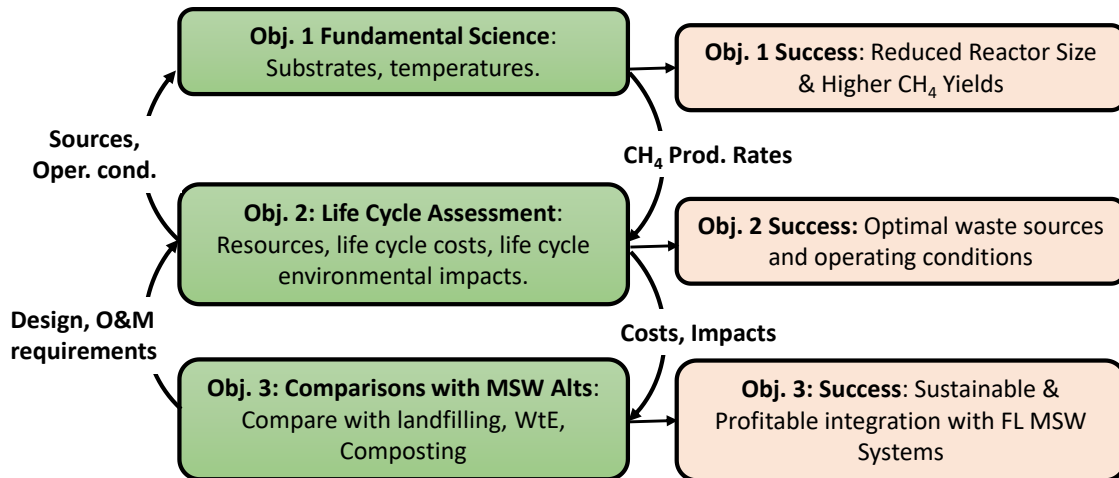 Obj. 1 Fundamental Science:
Substrates, temperatures.
Obj. 1 Success: Reduced Reactor Size
& Higher CH₄ Yields
Sources,
Oper. cond.
CH₄ Prod. Rates
Obj. 2: Life Cycle Assessment:
Resources, life cycle costs, life cycle
environmental impacts.
Obj. 2 Success: Optimal waste sources
and operating conditions
Design, O&M
requirements
Costs, Impacts
Obj. 3: Comparisons with MSW Alts:
Compare with landfilling, WtE,
Composting
Obj. 3: Success: Sustainable &
Profitable integration with FL MSW
Systems